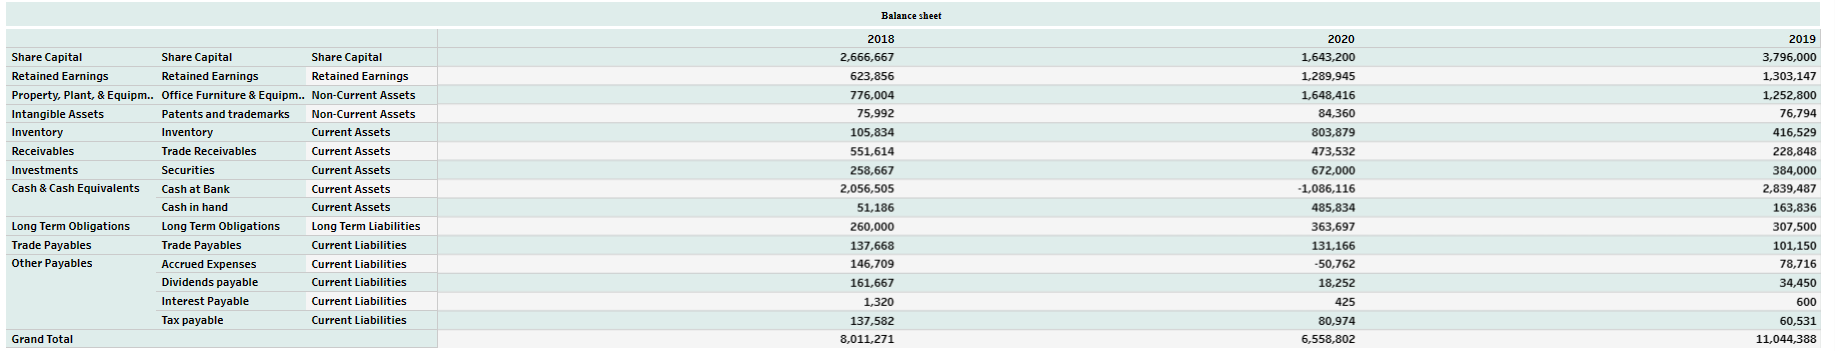 Balance sheet
2018 2020 2019
Share Capital Share Capital Share Capital 2,666,667 1,643,200 3,796,000
Retained Earnings Retained Earnings Retained Earnings 623,856 1,289,945 1,303,147
Property, Plant, & Equipm.. Office Furniture & Equipm.. Non-Current Assets 776,004 1,648,416 1,252,800
Intangible Assets Patents and trademarks Non-Current Assets 75,992 84,360 76,794
Inventory Inventory Current Assets 105,834 803,879 416,529
Receivables Trade Receivables Current Assets 551,614 473,532 228,848
Investments Securities Current Assets 258,667 672,000 384,000
Cash & Cash Equivalents Cash at Bank Current Assets 2,056,505 -1,086,116 2,839,487
Cash in hand Current Assets 51,186 485,834 163,836
Long Term Obligations Long Term Obligations Long Term Liabilities 260,000 363,697 307,500
Trade Payables Trade Payables Current Liabilities 137,668 131,166 101,150
Other Payables Accrued Expenses Current Liabilities 146,709 -50,762 78,716
Dividends payable Current Liabilities 161,667 18,252 34,450
Interest Payable Current Liabilities 1,320 425 600
Tax payable Current Liabilities 137,582 80,974 60,531
Grand Total 8,011,271 6,558,802 11,044,388